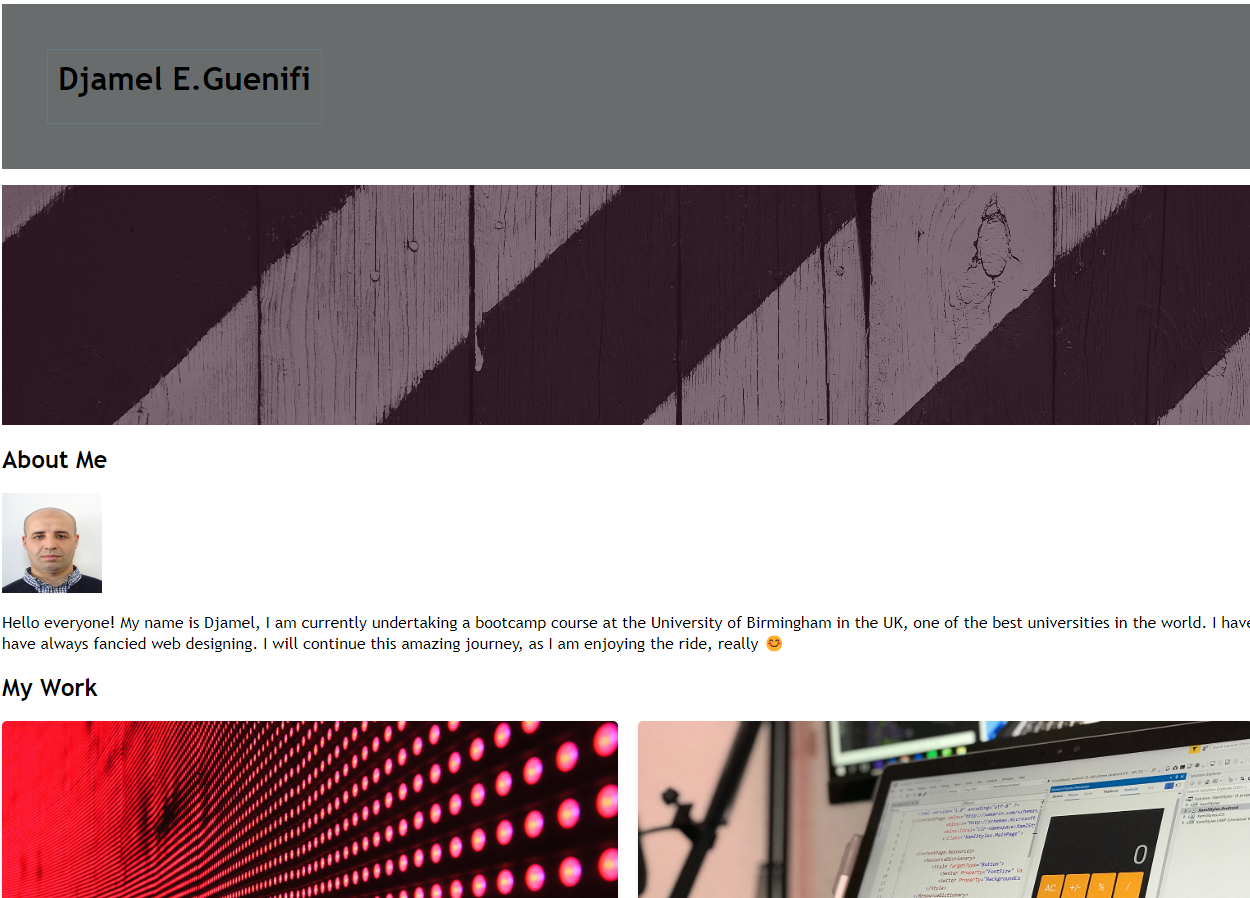 Djamel E.Guenifi
About Me
Hello everyone! My name is Djamel, I am currently undertaking a bootcamp course at the University of Birmingham in the UK, one of the best universities in the world. I have
have always fancied web designing. I will continue this amazing journey, as I am enjoying the ride, really 😊
My Work
0
AC +/- % /